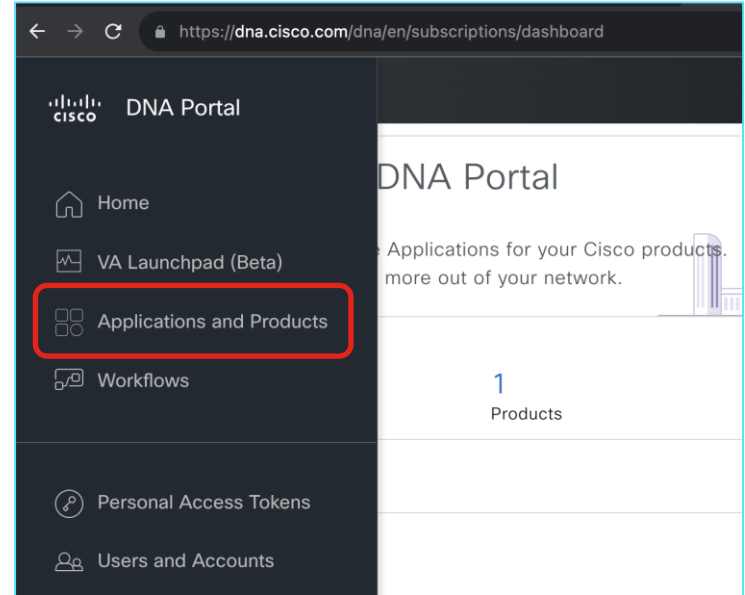 https://dna.cisco.com/dna/en/subscriptions/dashboard
cisco
DNA Portal
Home
VA Launchpad (Beta)
Applications and Products
Workflows
Personal Access Tokens
Users and Accounts
DNA Portal
Applications for your Cisco products.
more out of your network.
1
Products